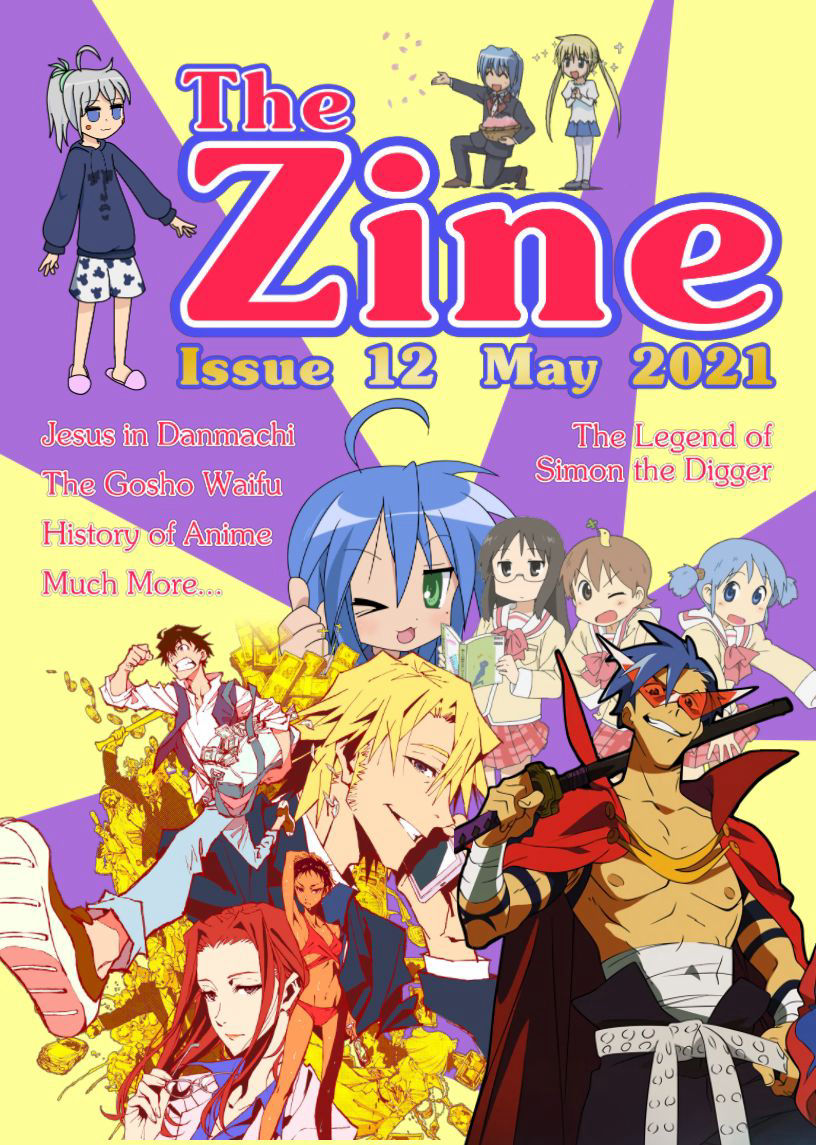 The
Zine
Issue 12 May 2021
Jesus in Danmachi
The Gosho Waifu
History of Anime
Much More...
The Legend of
Simon the Digger